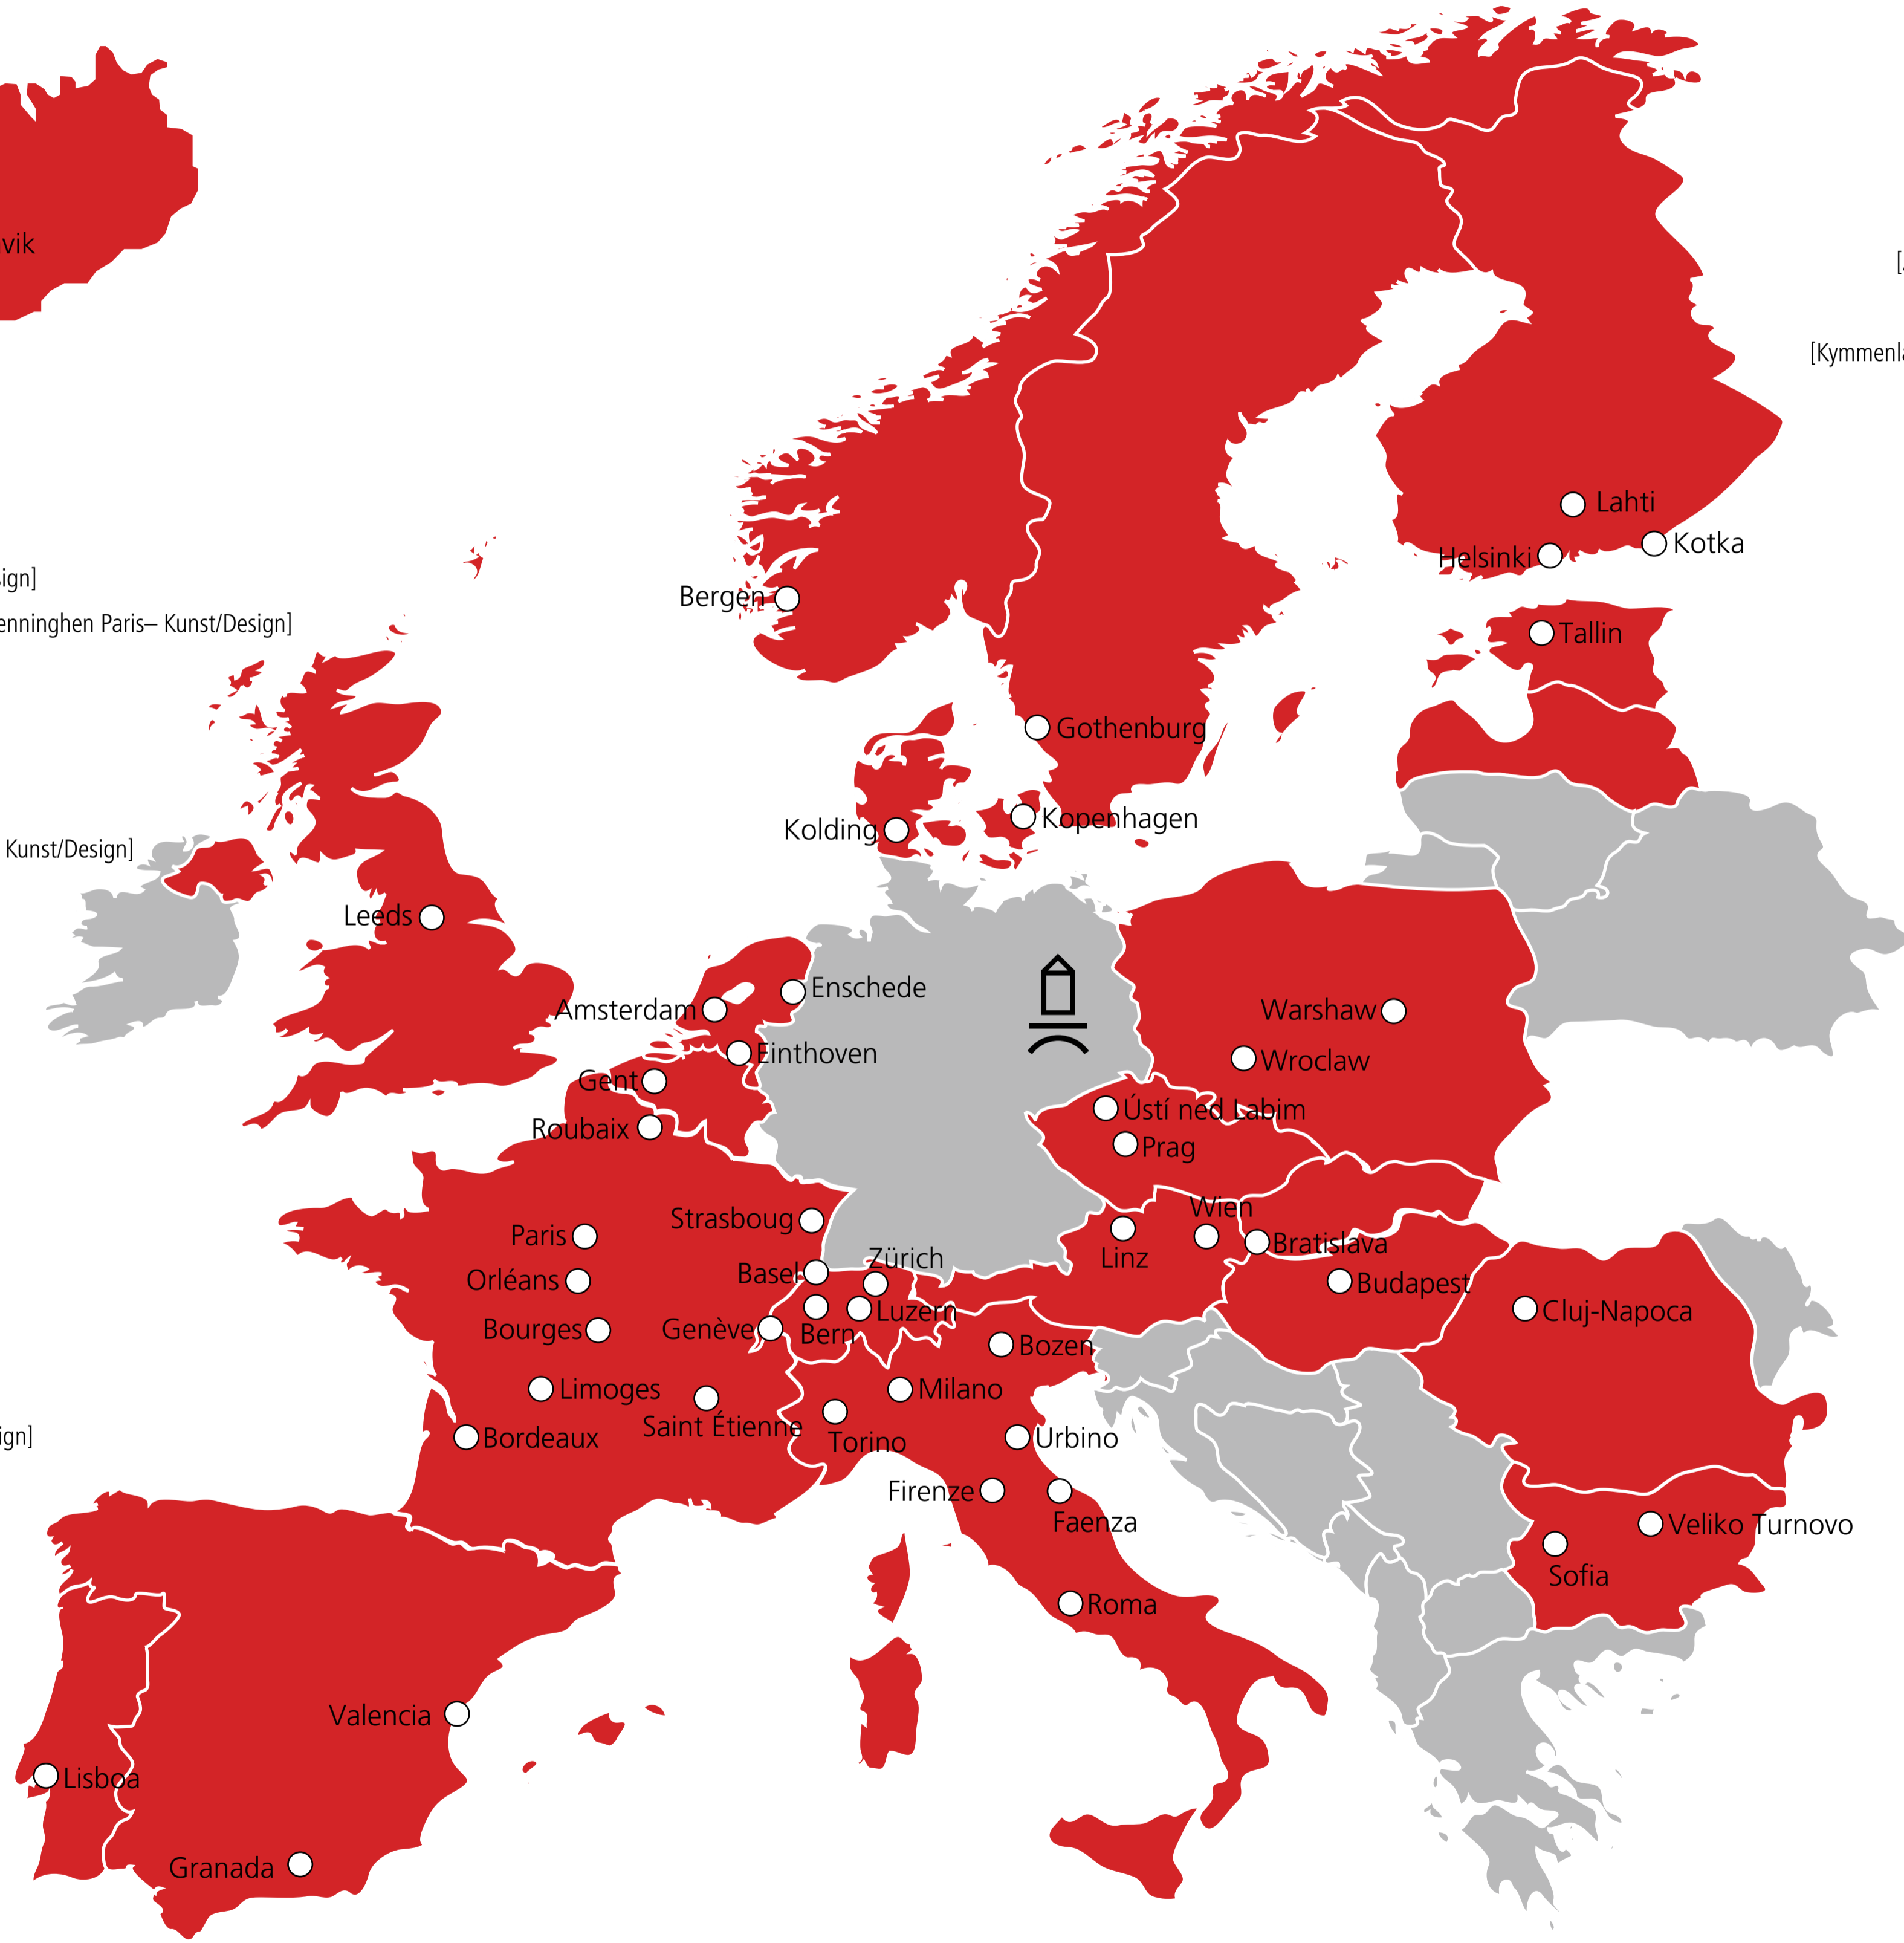 vik
[Kymmenla
Lahti
Kotka
Helsinki
sign]
Bergen
enninghen Paris– Kunst/Design]
Tallin
Gothenburg
Kopenhagen
Kolding
Kunst/Design]
Leeds
Enschede
Amsterdam
Warshaw
Einthoven
Wroclaw
Gent
Ústí ned Labim
Roubaix
Prag
Wien
Strasboug
Paris
Bratislava
Zürich
Linz
Basel
Orléans
Budapest
Luzern
Cluj-Napoca
Bourges
Genève
Bern
Bozen
Limoges
Milano
Saint Étienne
ign]
Bordeaux
Torino
Urbino
Firenze
Faenza
Veliko Turnovo
Sofia
Roma
Valencia
Lisboa
Granada